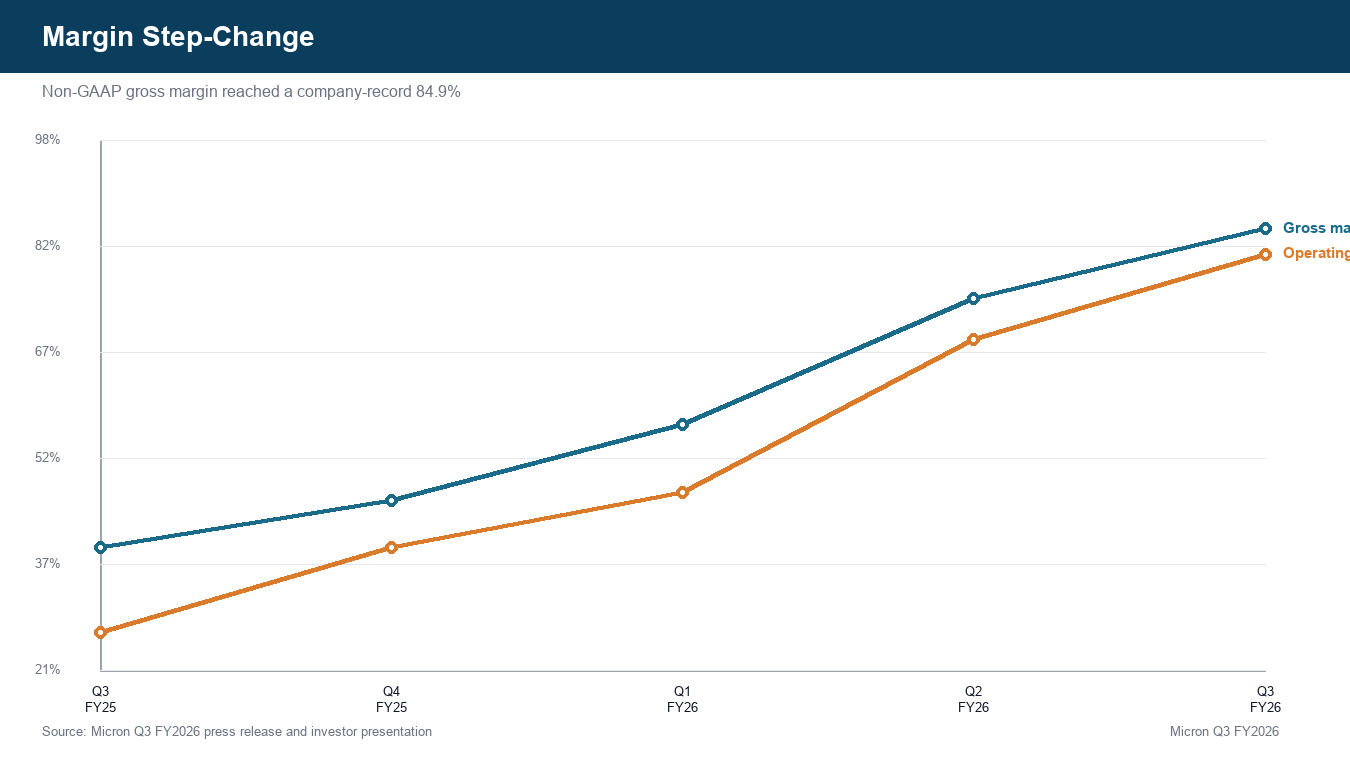 Margin Step-Change
Non-GAAP gross margin reached a company-record 84.9%
98%
82%
67%
52%
37%
21%
Gross ma
Operating
Q3
FY25
Q4
FY25
Q1
FY26
Q2
FY26
Q3
FY26
Source: Micron Q3 FY2026 press release and investor presentation
Micron Q3 FY2026